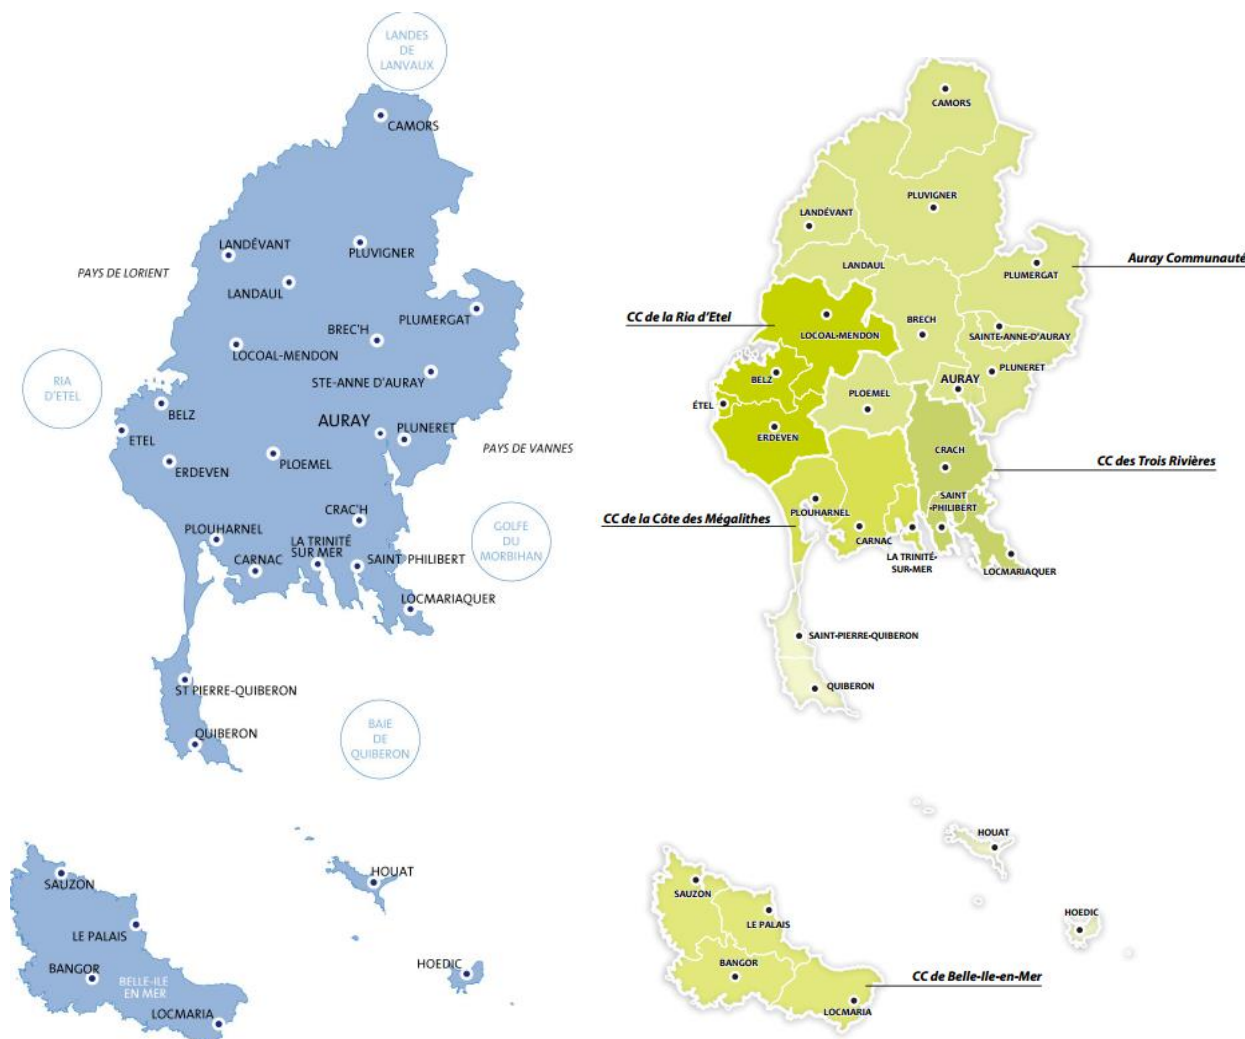 LANDES
DE
LANVAUX
CAMORS
LANDÉVANT
PLUVIGNER
PAYS DE LORIENT
LANDAUL
PLUMERGAT
BREC'H
LOCOAL-MENDON
STE-ANNE D'AURAY
RIA
D'ETEL
BELZ
AURAY
PLUNERET
ETEL
PAYS DE VANNES
PLOEMEL
ERDEVEN
CRAC'H
PLOUHARNEL
GOLFE
DU
MORBIHAN
LA TRINITÉ
SUR MER
CARNAC
SAINT PHILIBERT
LOCMARIAQUER
ST PIERRE-QUIBERON
QUIBERON
BAIE
DE
QUIBERON
HOUAT
SAUZON
LE PALAIS
HOEDIC
BANGOR
BELLE-ILE
EN MER
LOCMARIA
CAMORS
PLUVIGNER
LANDÉVANT
Auray Communauté
LANDAUL
PLUMERGAT
CC de la Ria d'Etel
BRECH
LOCOAL-MENDON
SAINTE-ANNE-D'AURAY
PLUNERET
BELZ
AURAY
PLOEMEL
ÉTEL
ERDEVEN
CRACH
CC des Trois Rivières
SAINT
-PHILIBERT
PLOUHARNEL
CC de la Côte des Mégalithes
CARNAC
LA TRINITÉ-
SUR-MER
LOCMARIAQUER
SAINT-PIERRE-QUIBERON
QUIBERON
HOUAT
SAUZON
HOEDIC
LE PALAIS
BANGOR
CC de Belle-Ile-en-Mer
LOCMARIA